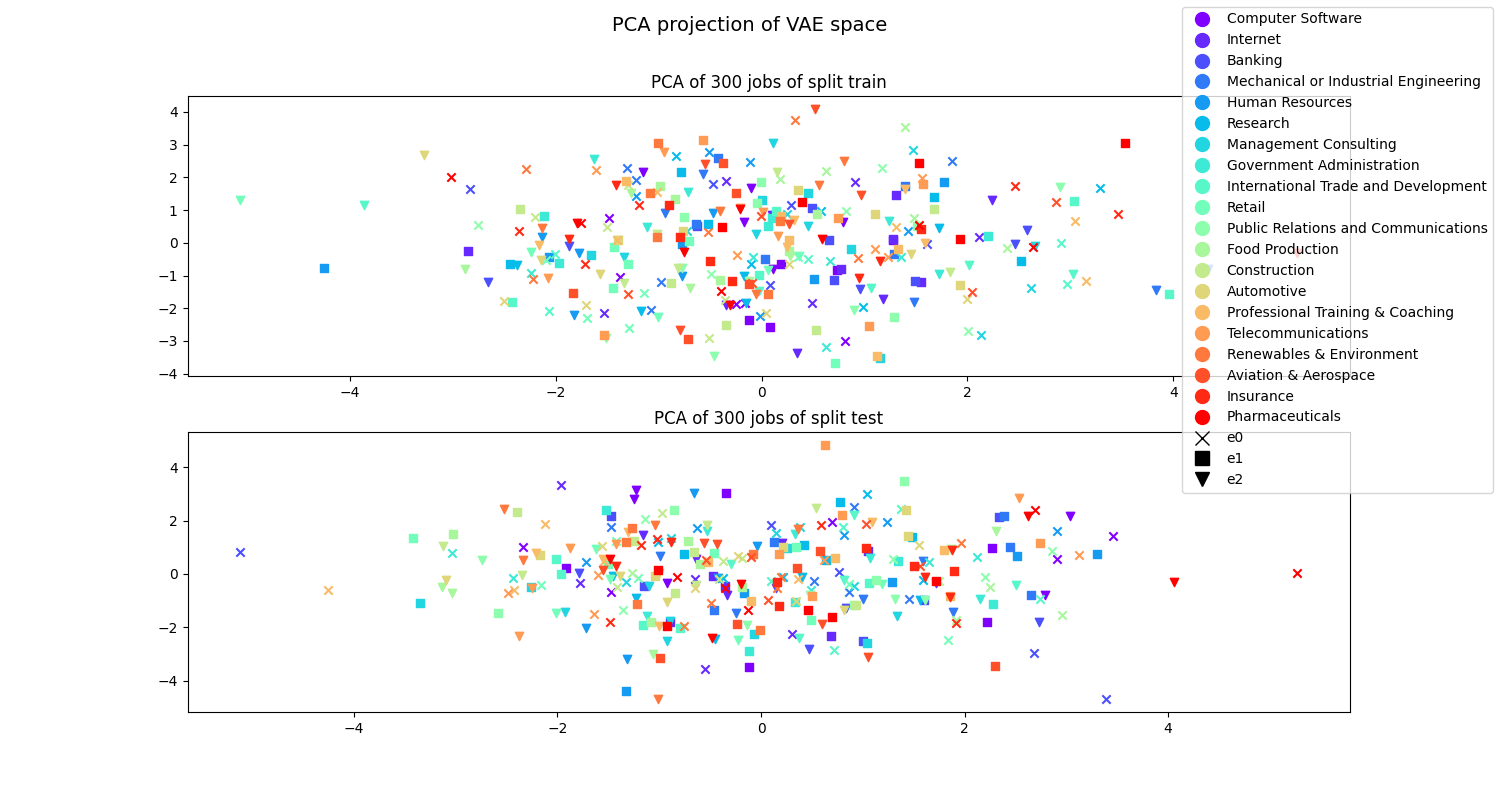 PCA projection of VAE space
PCA of 300 jobs of split train
4
3
2
1
0
−1
−2
−3
−4
−4
−2
0
2
4
PCA of 300 jobs of split test
4
2
0
−2
−4
−4
−2
0
2
4
Computer Software
Internet
Banking
Mechanical or Industrial Engineering
Human Resources
Research
Management Consulting
Government Administration
International Trade and Development
Retail
Public Relations and Communications
Food Production
Construction
Automotive
Professional Training & Coaching
Telecommunications
Renewables & Environment
Aviation & Aerospace
Insurance
Pharmaceuticals
e0
e1
e2